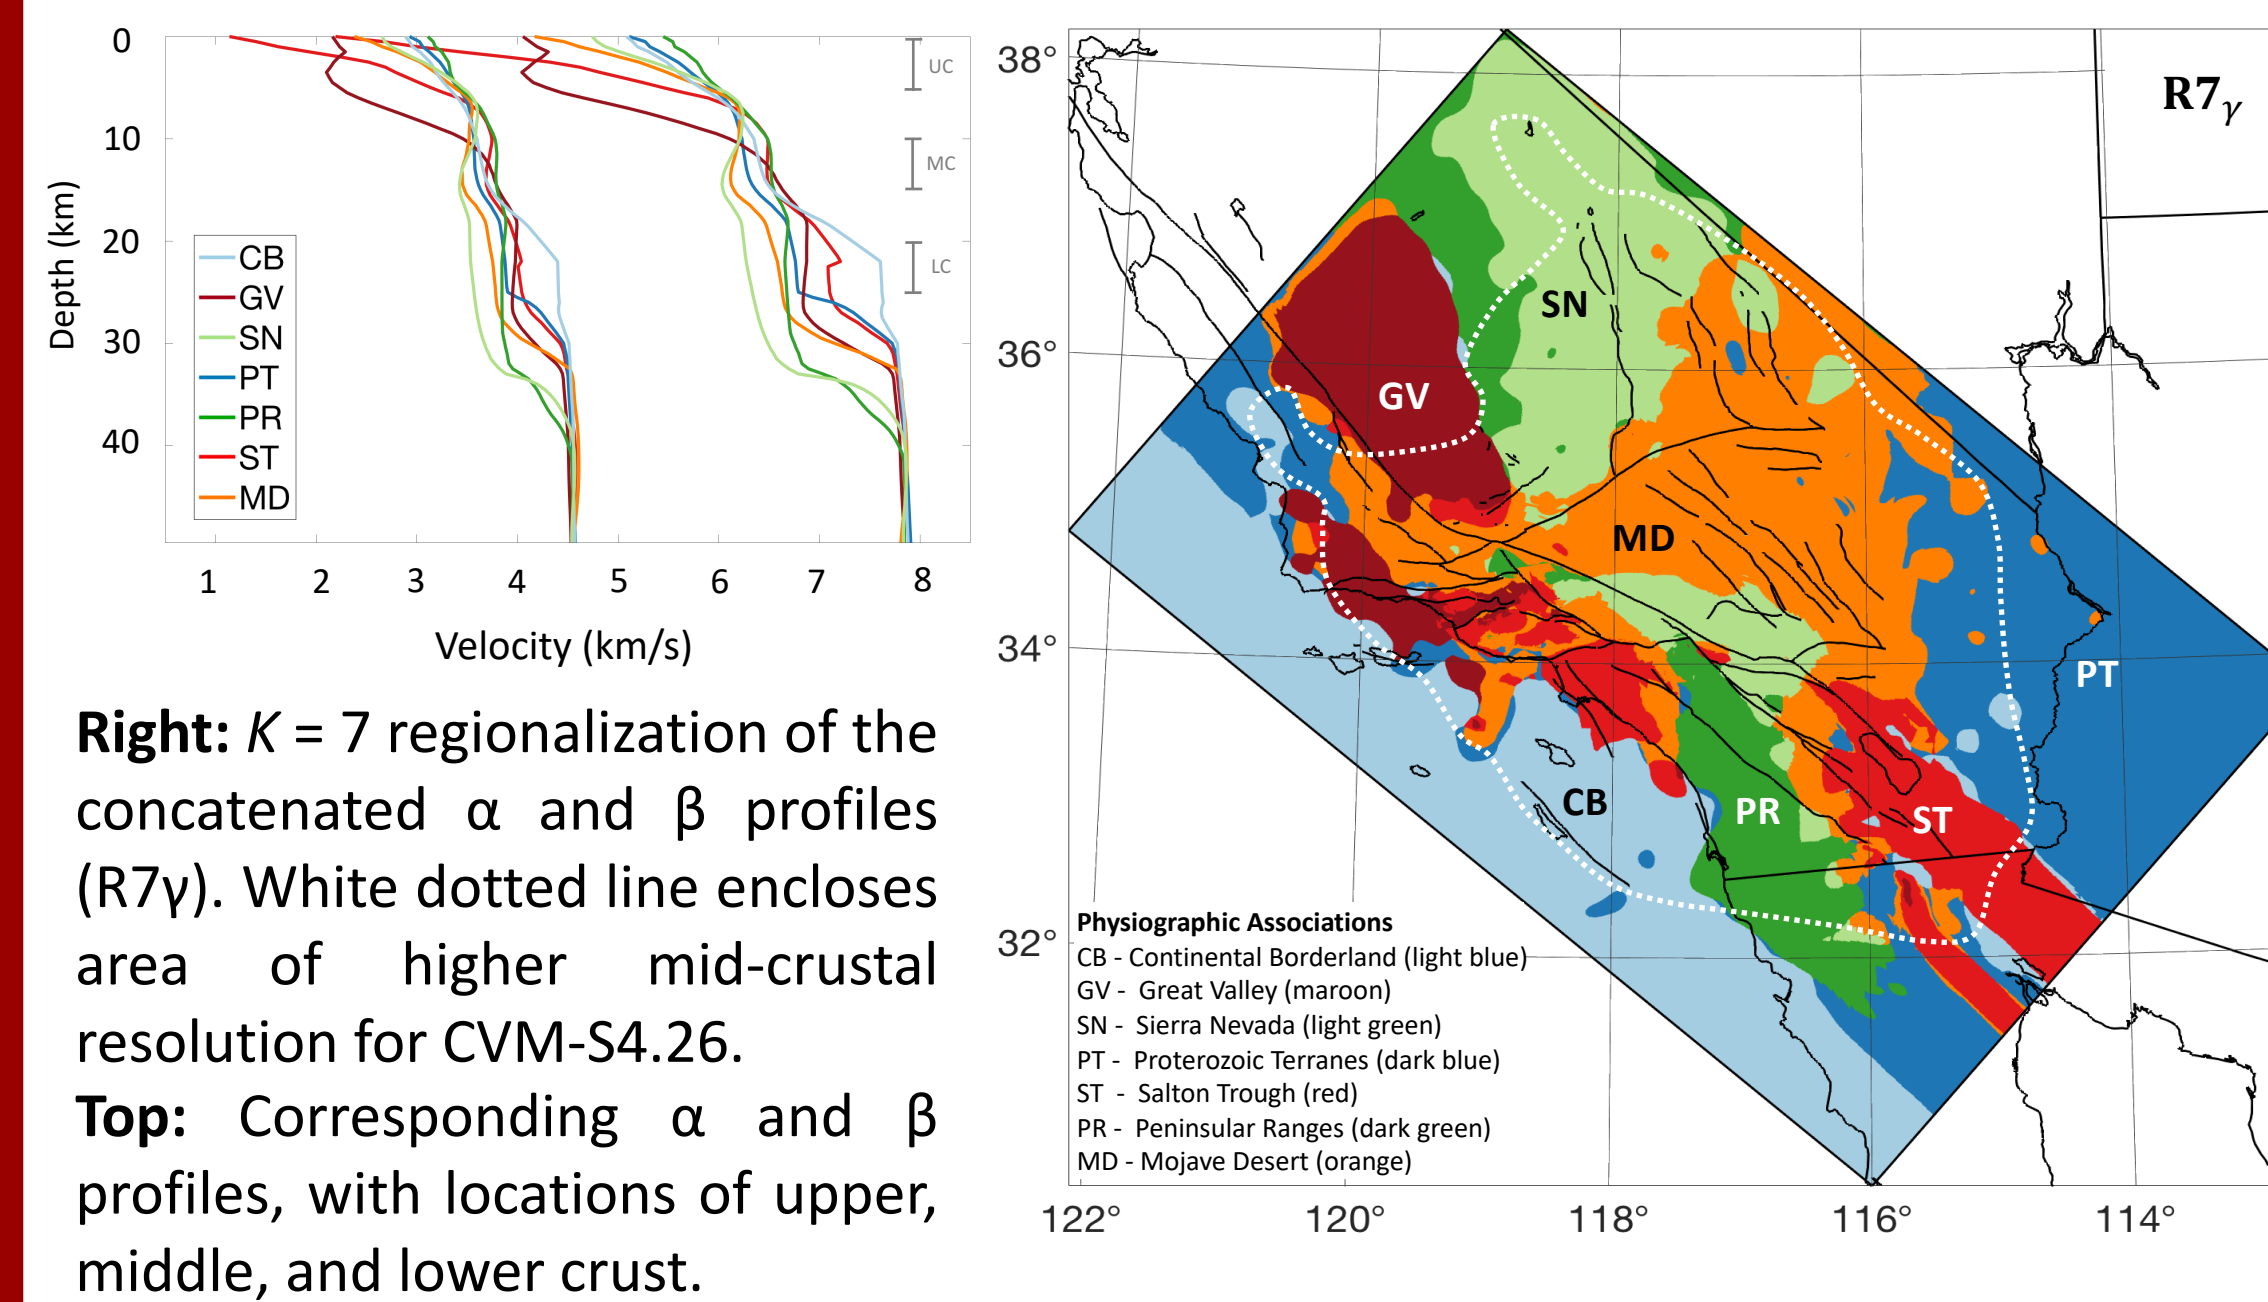 0
10
20
30
40
Depth (km)
UC
MC
LC
CB
GV
SN
PT
PR
ST
MD
1 2 3 4 5 6 7 8
Velocity (km/s)
Right: K = 7 regionalization of the
concatenated α and β profiles
(R7γ). White dotted line encloses
area of higher mid-crustal
resolution for CVM-S4.26.
Top: Corresponding α and β
profiles, with locations of upper,
middle, and lower crust.
38°
36°
34°
32°
R7γ
SN
GV
MD
PT
CB
PR
ST
Physiographic Associations
CB - Continental Borderland (light blue)
GV - Great Valley (maroon)
SN - Sierra Nevada (light green)
PT - Proterozoic Terranes (dark blue)
ST - Salton Trough (red)
PR - Peninsular Ranges (dark green)
MD - Mojave Desert (orange)
122° 120° 118° 116° 114°